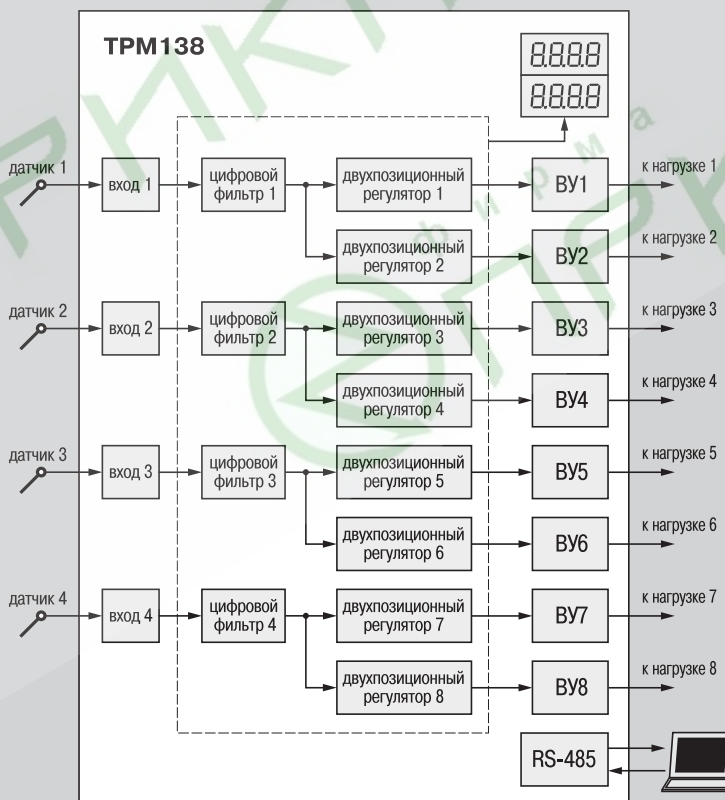 ТРМ138
8.8.8.8
8.8.8.8
датчик 1
вход 1
цифровой
фильтр 1
двухпозиционный
регулятор 1
ВУ1
к нагрузке 1
двухпозиционный
регулятор 2
ВУ2
к нагрузке 2
датчик 2
вход 2
цифровой
фильтр 2
двухпозиционный
регулятор 3
ВУ3
к нагрузке 3
двухпозиционный
регулятор 4
ВУ4
к нагрузке 4
датчик 3
вход 3
цифровой
фильтр 3
двухпозиционный
регулятор 5
ВУ5
к нагрузке 5
двухпозиционный
регулятор 6
ВУ6
к нагрузке 6
датчик 4
вход 4
цифровой
фильтр 4
двухпозиционный
регулятор 7
ВУ7
к нагрузке 7
двухпозиционный
регулятор 8
ВУ8
к нагрузке 8
RS-485
фирма